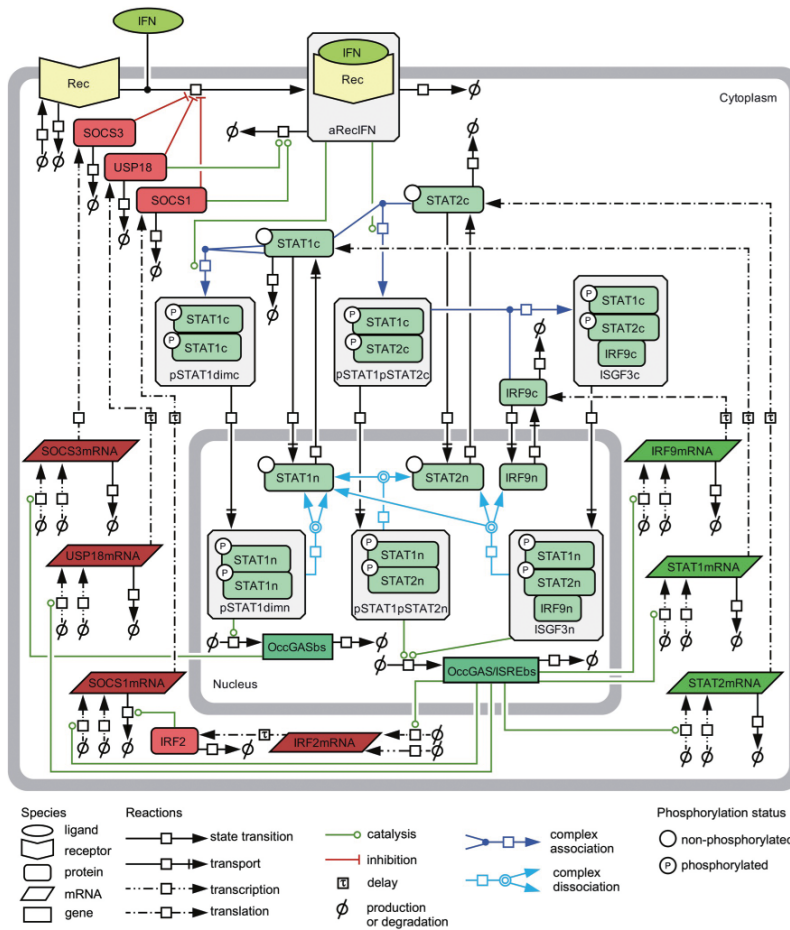 IFN
IFN
Rec
Rec
Cytoplasm
aRecIFN
ϕ
ϕ
ϕ
SOCS3
ϕ ϕ
USP18
STAT2c
SOCS1
ϕ
ϕ
STAT1c
ϕ
P STAT1c
P STAT1c
pSTAT1dimc
ϕ
P STAT1c
P STAT2c
pSTAT1pSTAT2c
ϕ
P STAT1c
P STAT2c
IRF9c
ISGF3c
IRF9c
τ τ τ τ τ
SOCS3mRNA
IRF9mRNA
STAT1n
STAT2n
IRF9n
ϕ ϕ ϕ
ϕ ϕ ϕ
USP18mRNA
P STAT1n
P STAT1n
pSTAT1dimn
P STAT1n
P STAT2n
pSTAT1pSTAT2n
P STAT1n
P STAT2n
IRF9n
ISGF3n
STAT1mRNA
ϕ ϕ ϕ
ϕ ϕ ϕ
ϕ
OccGASbs
ϕ
ϕ
OccGAS/ISREbs
ϕ
SOCS1mRNA
Nucleus
STAT2mRNA
ϕ ϕ ϕ
IRF2
τ
IRF2mRNA
ϕ
ϕ
ϕ
ϕ ϕ ϕ
Species
ligand
receptor
protein
mRNA
gene
Reactions
state transition
transport
transcription
translation
catalysis
inhibition
τ delay
ϕ production
or degradation
complex
association
complex
dissociation
Phosphorylation status
non-phosphorylated
P phosphorylated